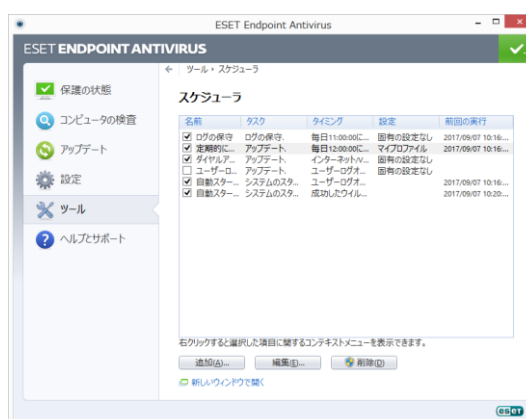 ESET Endpoint Antivirus
ESET ENDPOINT ANTIVIRUS
保護の状態
コンピュータの検査
アップデート
設定
ツール
ヘルプとサポート
ツール・スケジューラ
スケジューラ
名前 タスク タイミング 設定 前回の実行
ログの保守 ログの保守. 毎日11:00:00に... 固有の設定なし 2017/09/07 10:16:...
定期的に... アップデート. 毎日12:00:00に... マイプロファイル 2017/09/07 10:16:...
ダイヤルア... アップデート. インターネット/V... 固有の設定なし
ユーザーロ... アップデート. ユーザーログオ... 固有の設定なし
自動スター... システムのスタ... ユーザーログオ... 2017/09/07 10:16:...
自動スター... システムのスタ... 成功したウイル... 2017/09/07 10:20:...
右クリックすると選択した項目に関するコンテキストメニューを表示できます。
追加(A)... 編集(E)... 削除(D)
新しいウィンドウで開く
eseT